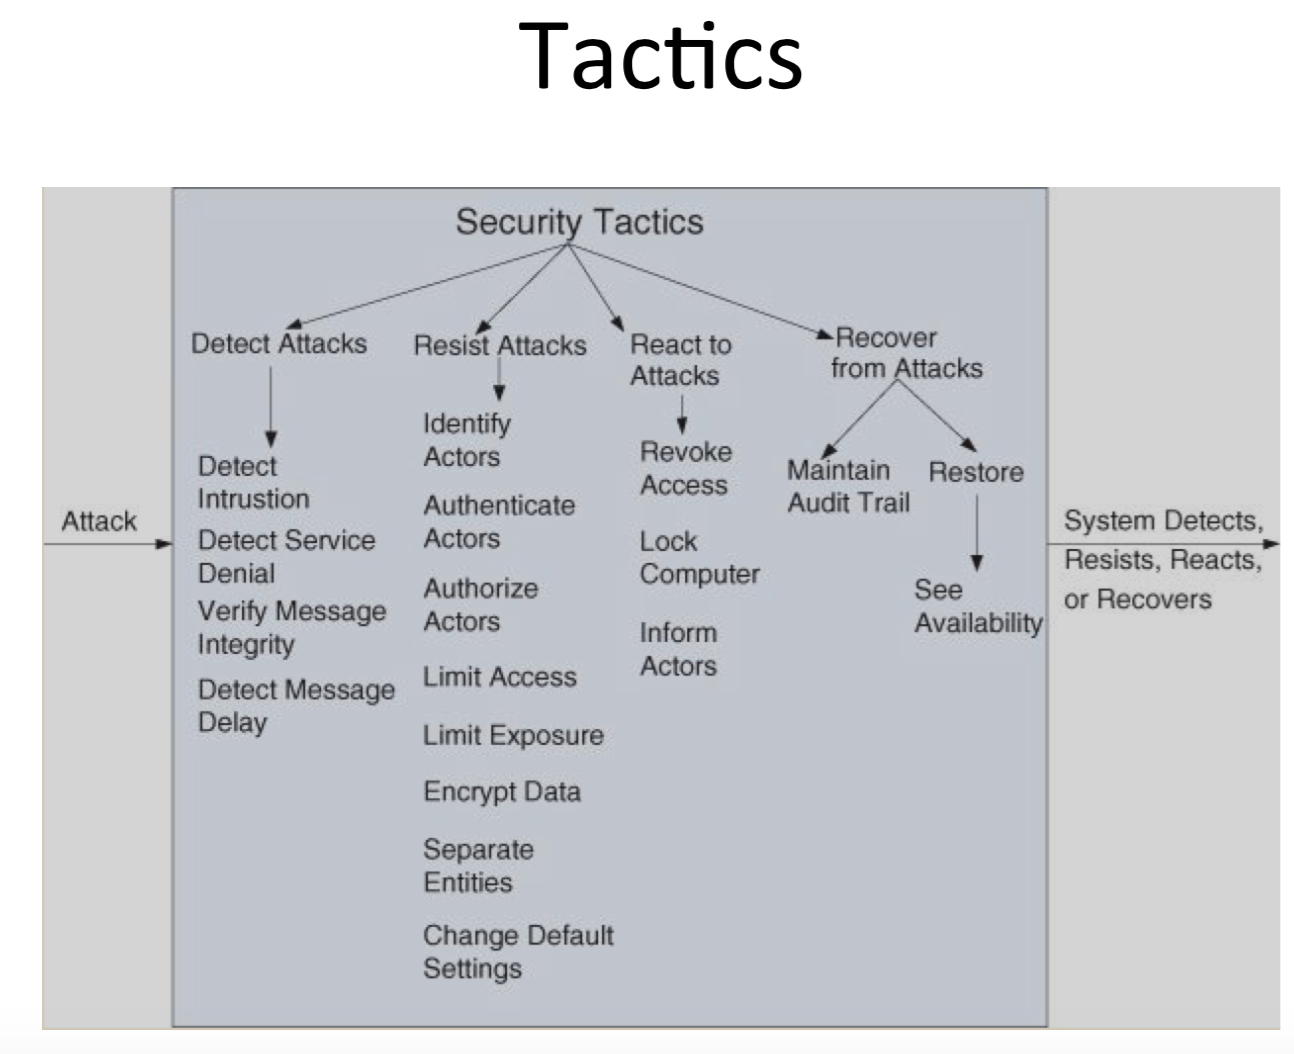 Tactics
Security Tactics
Detect Attacks
Resist Attacks
React to
Attacks
Recover
from Attacks
Detect
Intrustion
Detect Service
Denial
Verify Message
Integrity
Detect Message
Delay
Identify
Actors
Authenticate
Actors
Authorize
Actors
Limit Access
Limit Exposure
Encrypt Data
Separate
Entities
Change Default
Settings
Revoke
Access
Lock
Computer
Inform
Actors
Maintain
Audit Trail
Restore
See
Availability
Attack
System Detects,
Resists, Reacts,
or Recovers